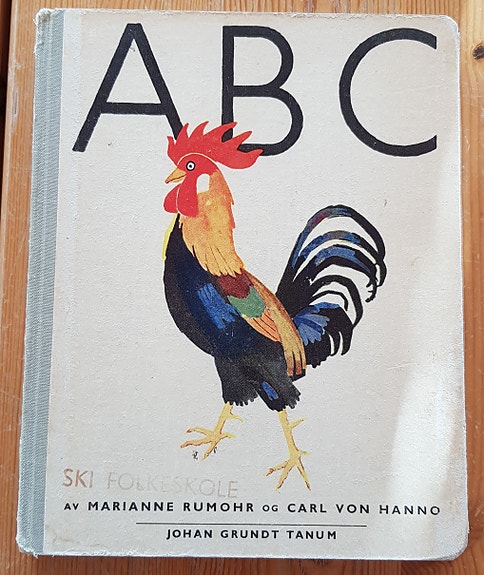 ABC
SKI FOLKESKOLE
AV MARIANNE RUMOHR OG CARL VON HANNO
JOHAN GRUNDT TANUM